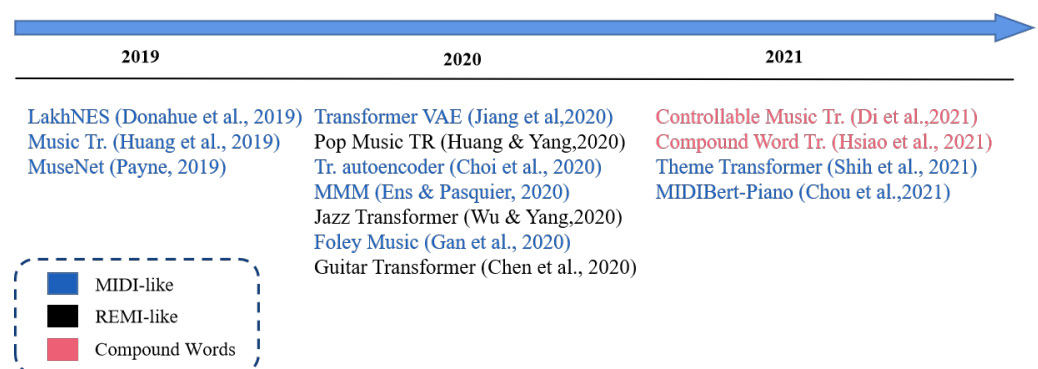 2019
2020
2021
LakhNES (Donahue et al., 2019)
Music Tr. (Huang et al., 2019)
MuseNet (Payne, 2019)
Transformer VAE (Jiang et al,2020)
Pop Music TR (Huang & Yang,2020)
Tr. autoencoder (Choi et al., 2020)
MMM (Ens & Pasquier, 2020)
Jazz Transformer (Wu & Yang,2020)
Foley Music (Gan et al., 2020)
Guitar Transformer (Chen et al., 2020)
Controllable Music Tr. (Di et al.,2021)
Compound Word Tr. (Hsiao et al., 2021)
Theme Transformer (Shih et al., 2021)
MIDIBert-Piano (Chou et al.,2021)
MIDI-like
REMI-like
Compound Words